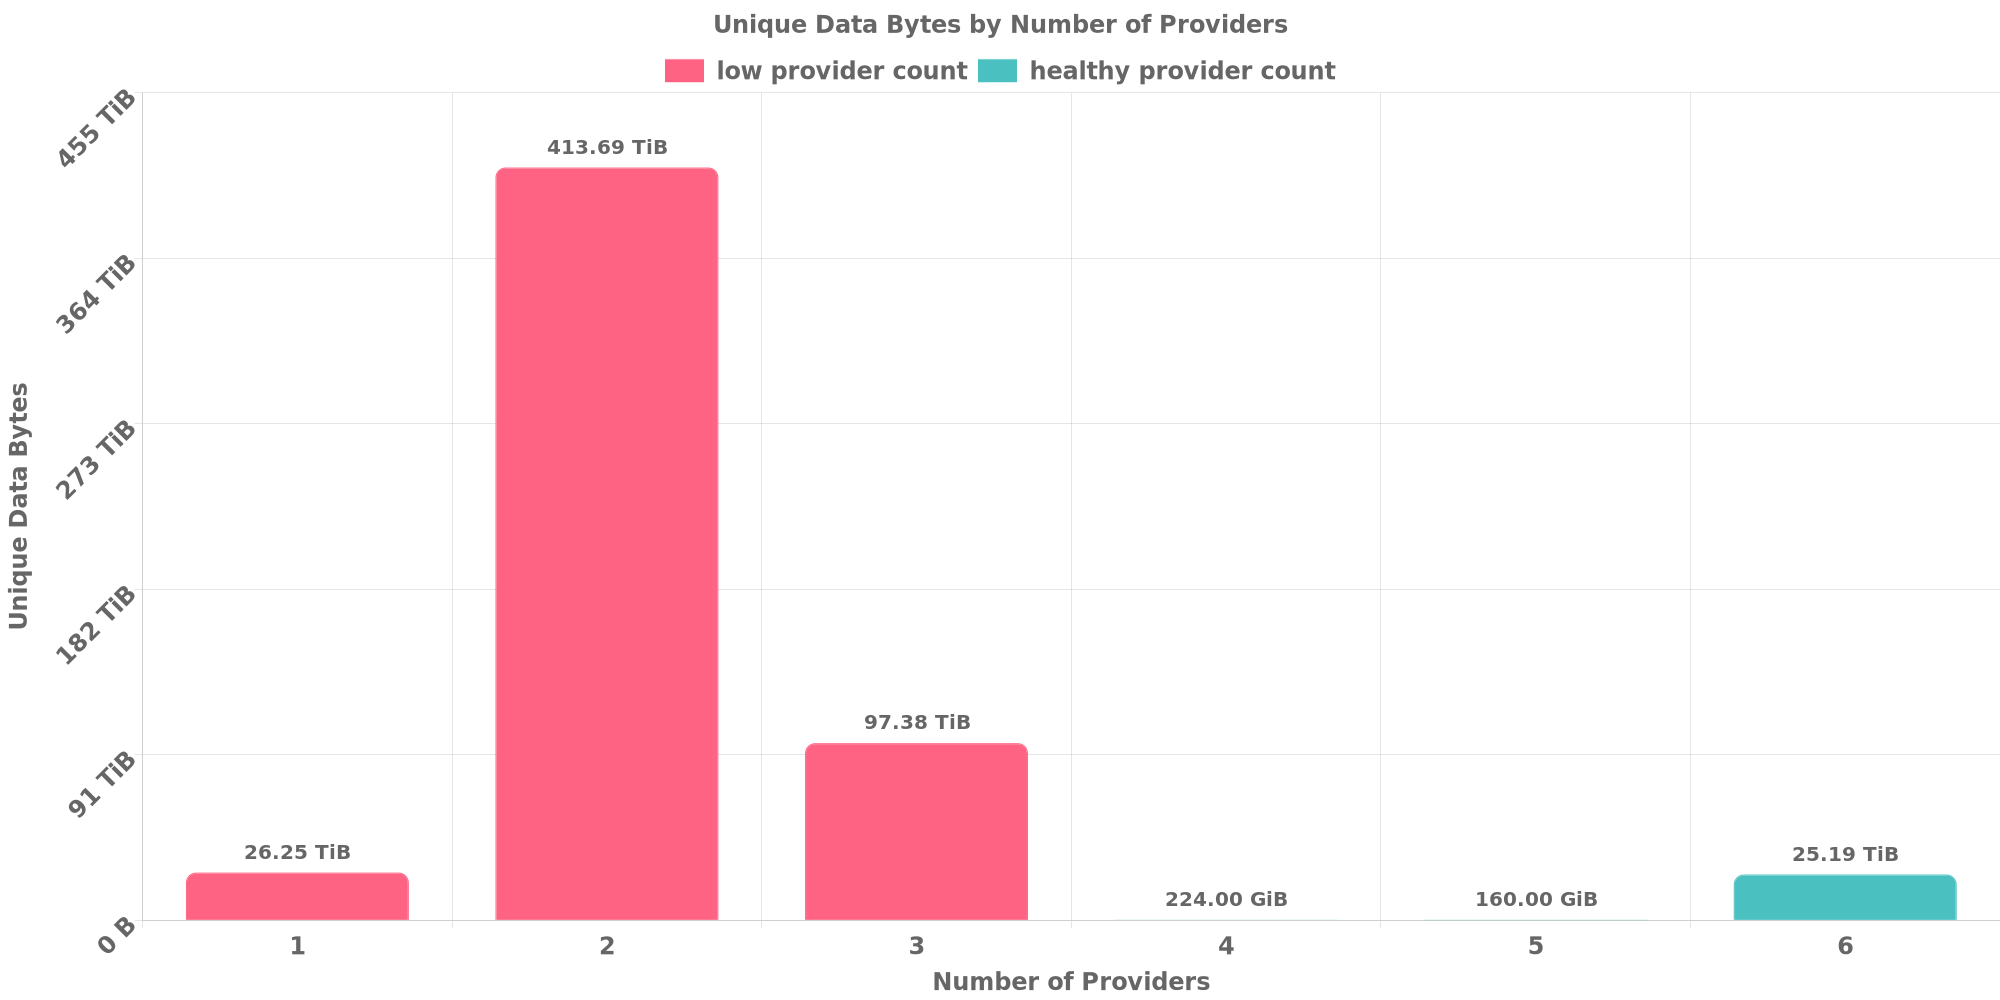 Unique Data Bytes by Number of Providers
low provider count
healthy provider count
455 TiB
364 TiB
273 TiB
182 TiB
91 TiB
0 B
Unique Data Bytes
26.25 TiB
413.69 TiB
97.38 TiB
224.00 GiB
160.00 GiB
25.19 TiB
1 2 3 4 5 6
Number of Providers